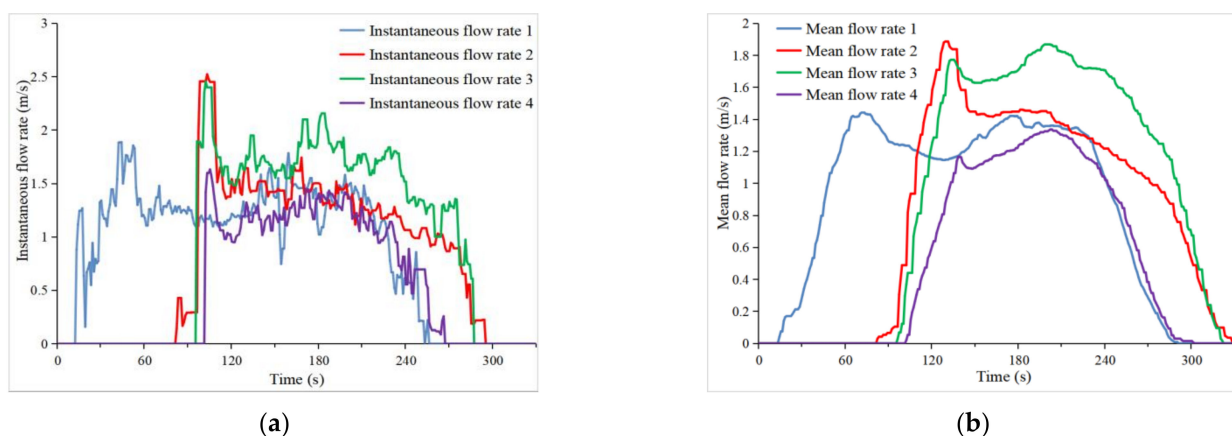 Instantaneous flow rate (m/s)
3
2.5
2
1.5
1
0.5
0
Instantaneous flow rate 1
Instantaneous flow rate 2
Instantaneous flow rate 3
Instantaneous flow rate 4
0 60 120 180 240 300
Time (s)
(a)
Mean flow rate (m/s)
2
1.8
1.6
1.4
1.2
1
0.8
0.6
0.4
0.2
0
Mean flow rate 1
Mean flow rate 2
Mean flow rate 3
Mean flow rate 4
0 60 120 180 240 300
Time (s)
(b)